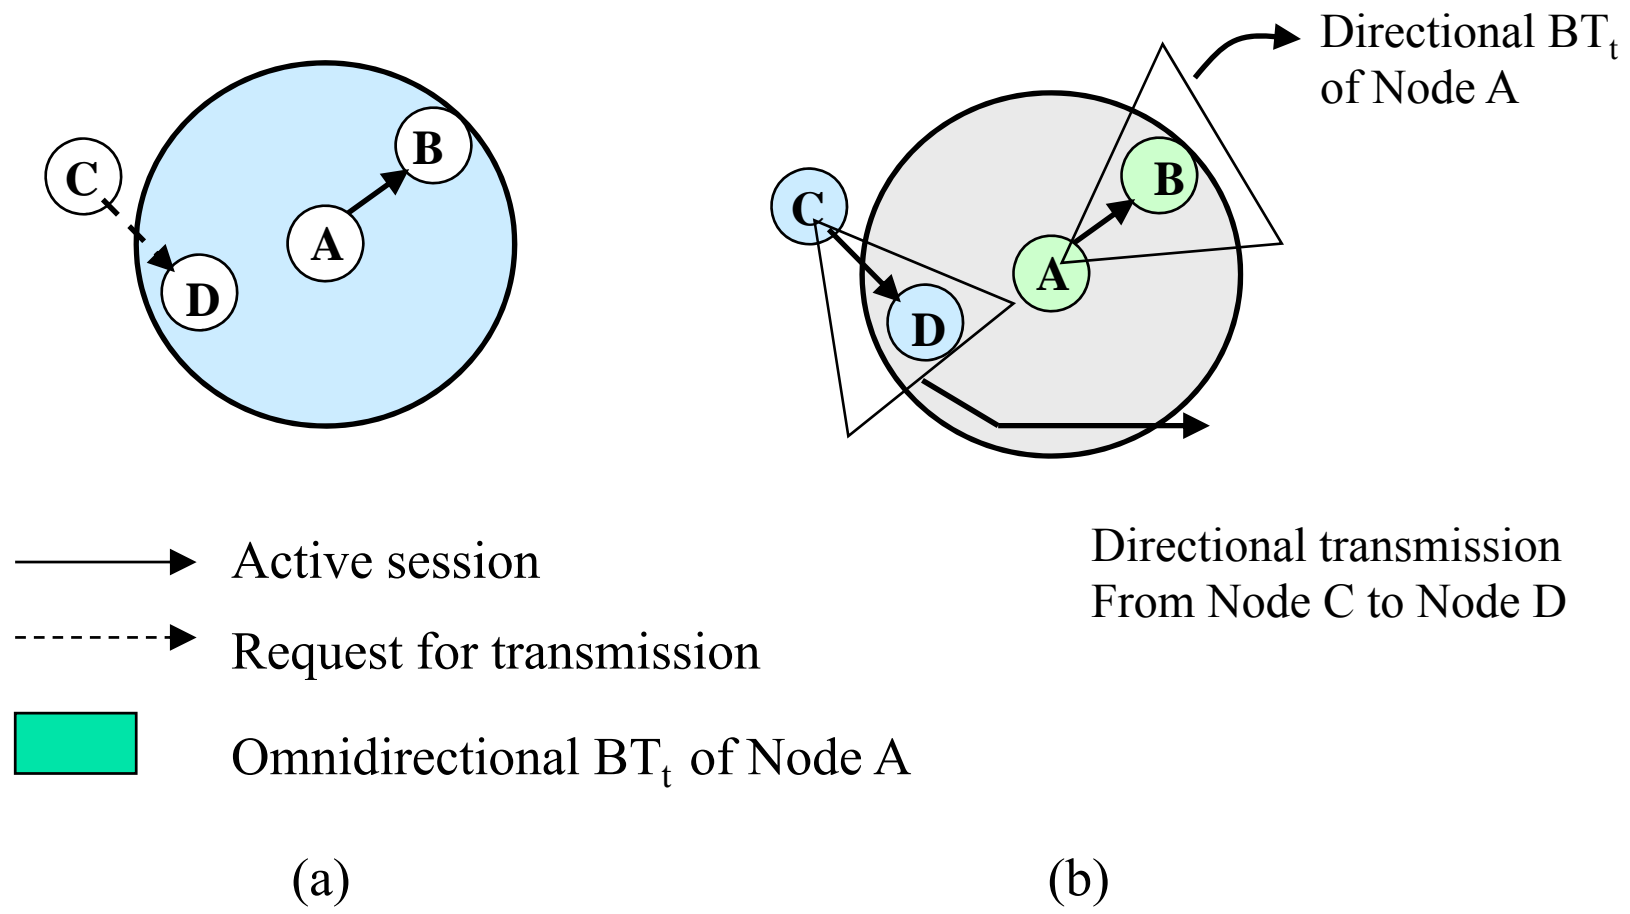 Directional BTt
of Node A
C
B
A
D
C
B
A
D
Active session
Request for transmission
Omnidirectional BTt of Node A
Directional transmission
From Node C to Node D
(a)
(b)